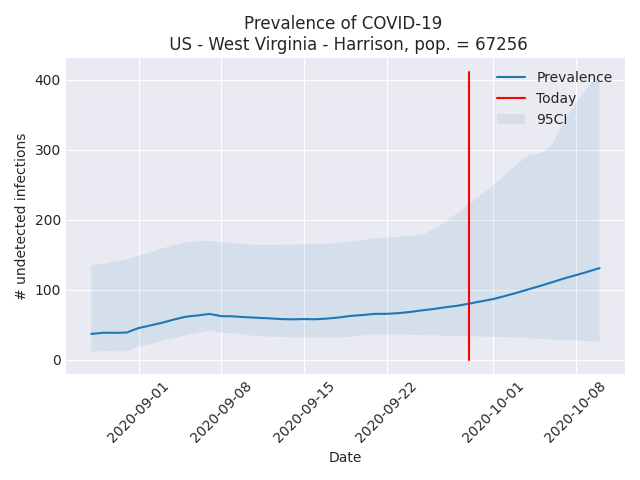 Prevalence of COVID-19
US - West Virginia - Harrison, pop. = 67256
400
300
200
100
0
# undetected infections
Prevalence
Today
95CI
2020-09-01
2020-09-08
2020-09-15
2020-09-22
2020-10-01
2020-10-08
Date